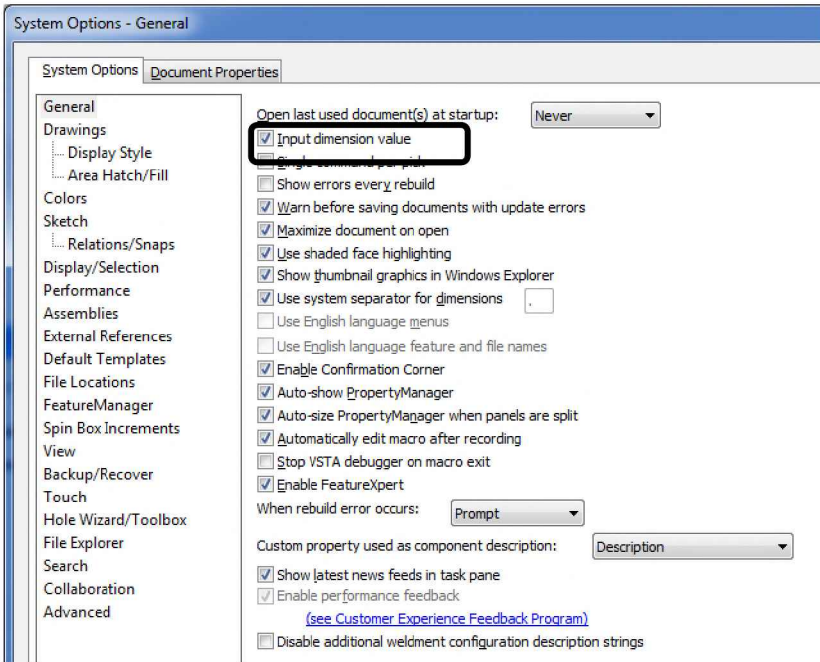 System Options - General
System Options
Document Properties
General
Drawings
Display Style
Area Hatch/Fill
Colors
Sketch
Relations/Snaps
Display/Selection
Performance
Assemblies
External References
Default Templates
File Locations
FeatureManager
Spin Box Increments
View
Backup/Recover
Touch
Hole Wizard/Toolbox
File Explorer
Search
Collaboration
Advanced
Open last used document(s) at startup: Never
Input dimension value
Single command per pick
Show errors every rebuild
Warn before saving documents with update errors
Maximize document on open
Use shaded face highlighting
Show thumbnail graphics in Windows Explorer
Use system separator for dimensions .
Use English language menus
Use English language feature and file names
Enable Confirmation Corner
Auto-show PropertyManager
Auto-size PropertyManager when panels are split
Automatically edit macro after recording
Stop VSTA debugger on macro exit
Enable FeatureXpert
When rebuild error occurs: Prompt
Custom property used as component description: Description
Show latest news feeds in task pane
Enable performance feedback
(see Customer Experience Feedback Program)
Disable additional weldment configuration description strings